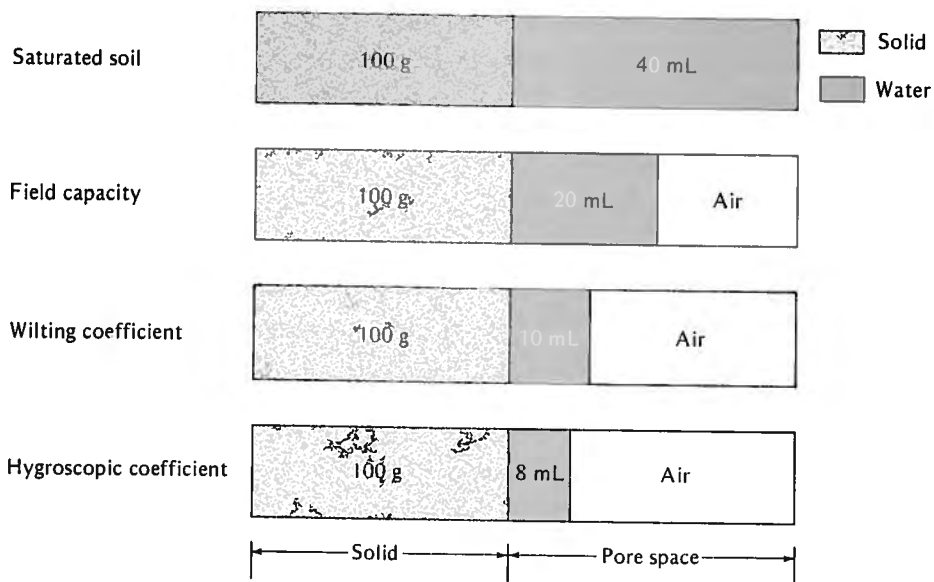 Saturated soil
100 g
40 mL
Solid
Water
Field capacity
100 g
20 mL
Air
Wilting coefficient
100 g
10 mL
Air
Hygroscopic coefficient
100 g
8 mL
Air
Solid
Pore space